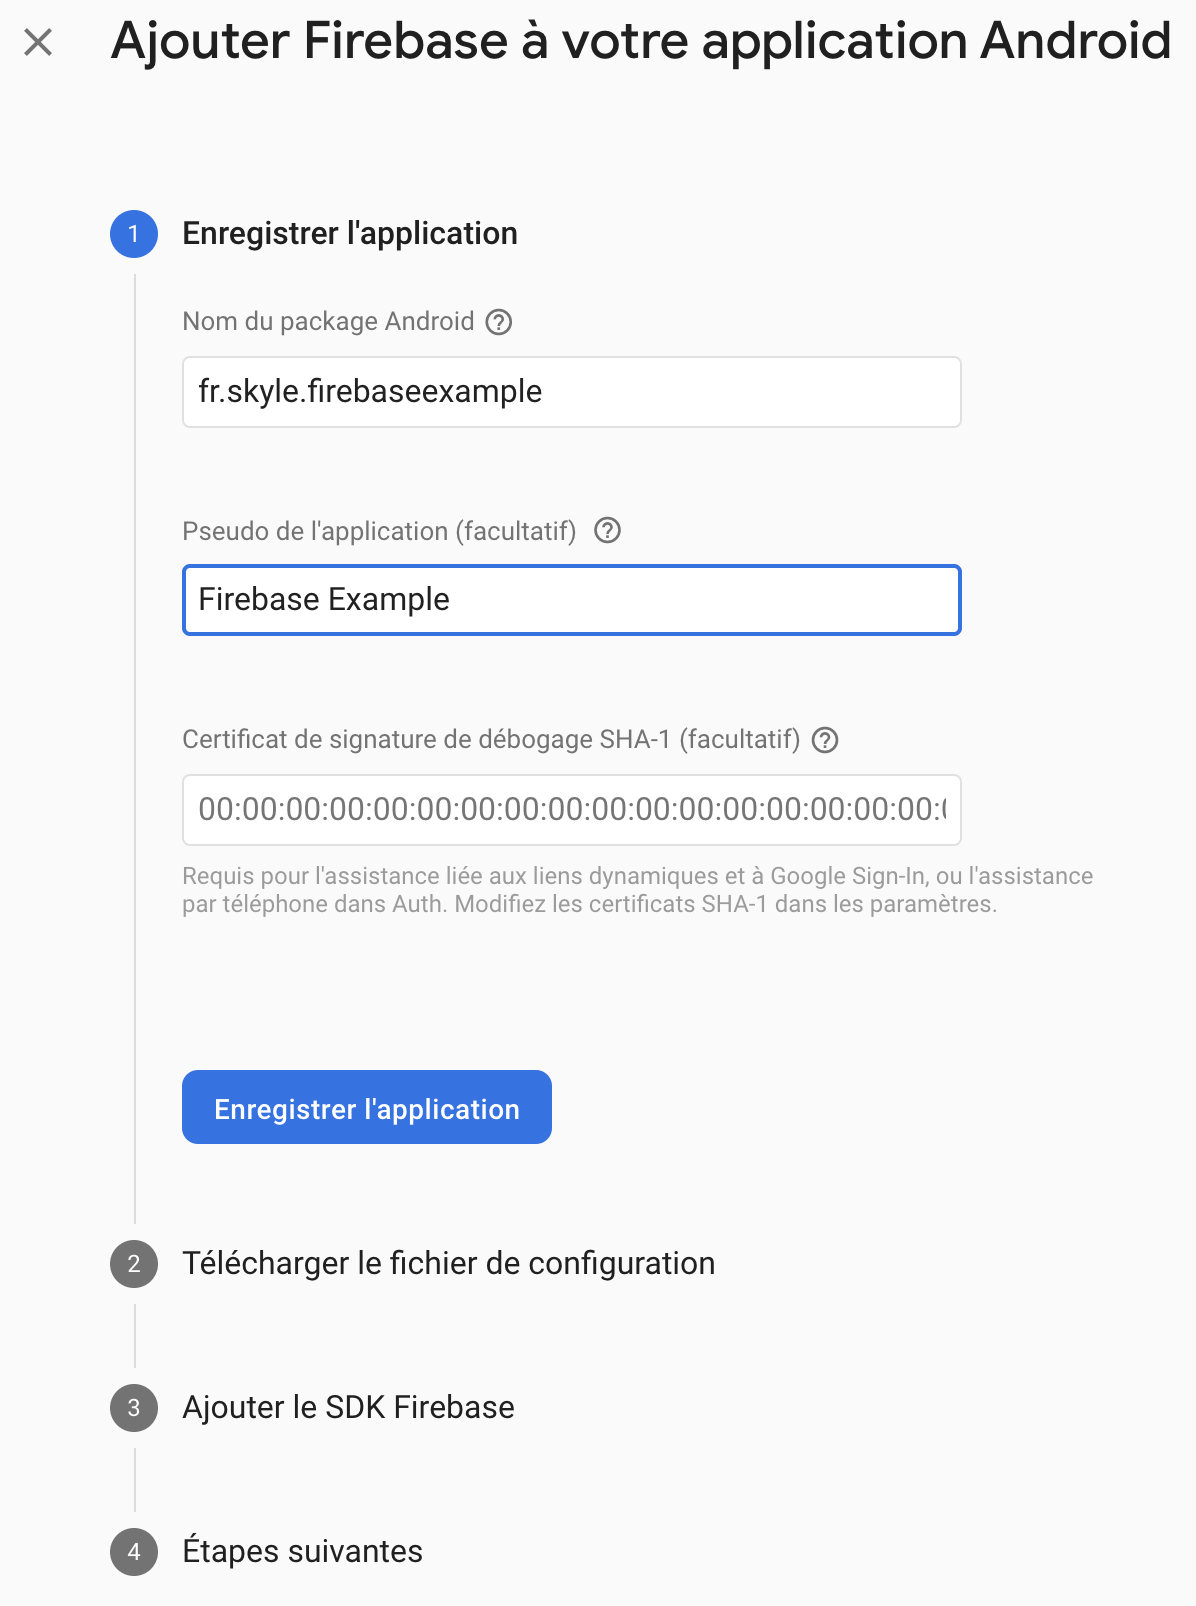 Ajouter Firebase à votre application Android
1 Enregistrer l'application
Nom du package Android ?
fr.skyle.firebaseexample
Pseudo de l'application (facultatif) ?
Firebase Example
Certificat de signature de débogage SHA-1 (facultatif) ?
00:00:00:00:00:00:00:00:00:00:00:00:00:00:00:00:00:
Requis pour l'assistance liée aux liens dynamiques et à Google Sign-In, ou l'assistance
par téléphone dans Auth. Modifiez les certificats SHA-1 dans les paramètres.
Enregistrer l'application
2 Télécharger le fichier de configuration
3 Ajouter le SDK Firebase
4 Étapes suivantes